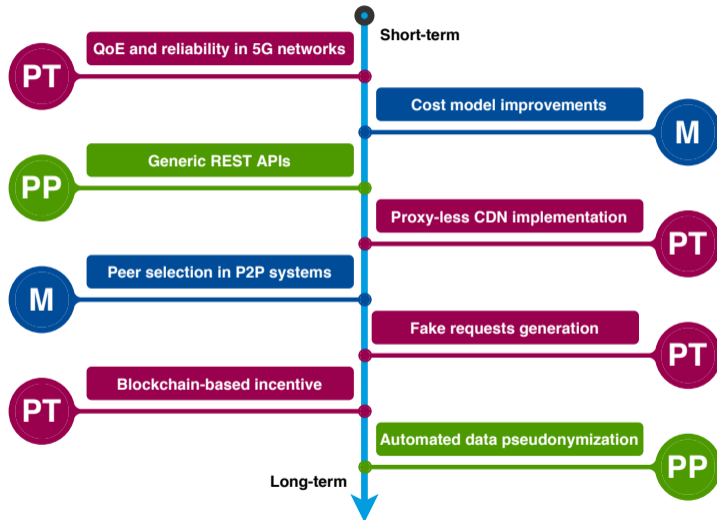 Short-term
QoE and reliability in 5G networks
PT
Cost model improvements
M
Generic REST APIs
PP
Proxy-less CDN implementation
PT
Peer selection in P2P systems
M
Fake requests generation
PT
Blockchain-based incentive
PT
Automated data pseudonymization
PP
Long-term